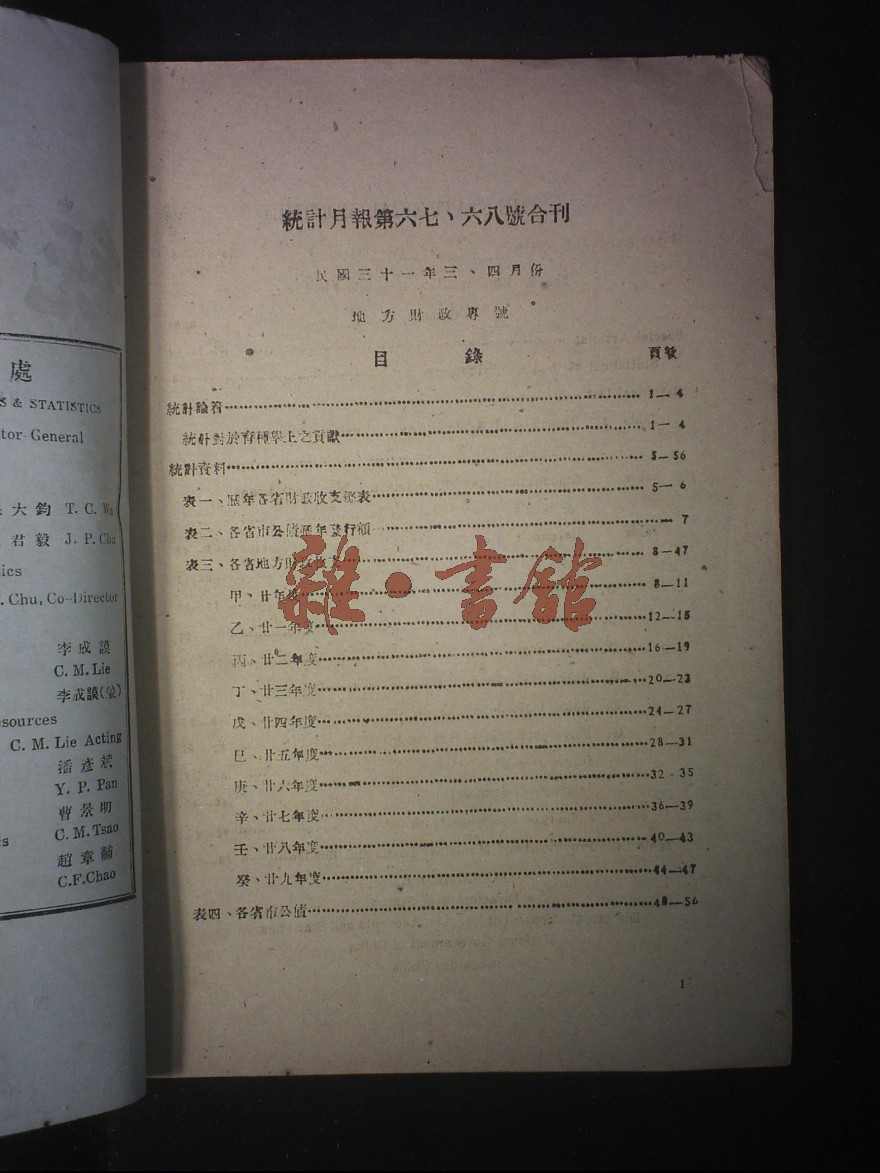 處
S & STATISTICS
tor-General
大鈞 T. C. Wu
君毅 J. P. Chu
ics
. Chu, Co-Director
李成謨
C. M. Lie
李成謨(兼)
esources
C. M. Lie Acting
潘彥
Y. P. Pan
曹景明
s
C. M. Tsao
趙章黼
C.F.Chao
統計月報第六七、六八號合刊
民國三十一年三、四月份
地方財政專號
目錄 頁數
統計論著 1—4
統計對於育種學上之貢獻 1—4
統計資料 5—56
表一、歷年各省財政收支總表 5—6
表二、各省市公債歷年發行額 7
表三、各省地方財政收支 8—47
甲、廿年度 8—11
乙、廿一年度 12—15
丙、廿二年度 16—19
丁、廿三年度 20—23
戊、廿四年度 24—27
巳、廿五年度 28—31
庚、廿六年度 32-35
辛、廿七年度 36—39
壬、廿八年度 40—43
癸、廿九年度 44—47
表四、各省市公債 48—56
1
雜·書館